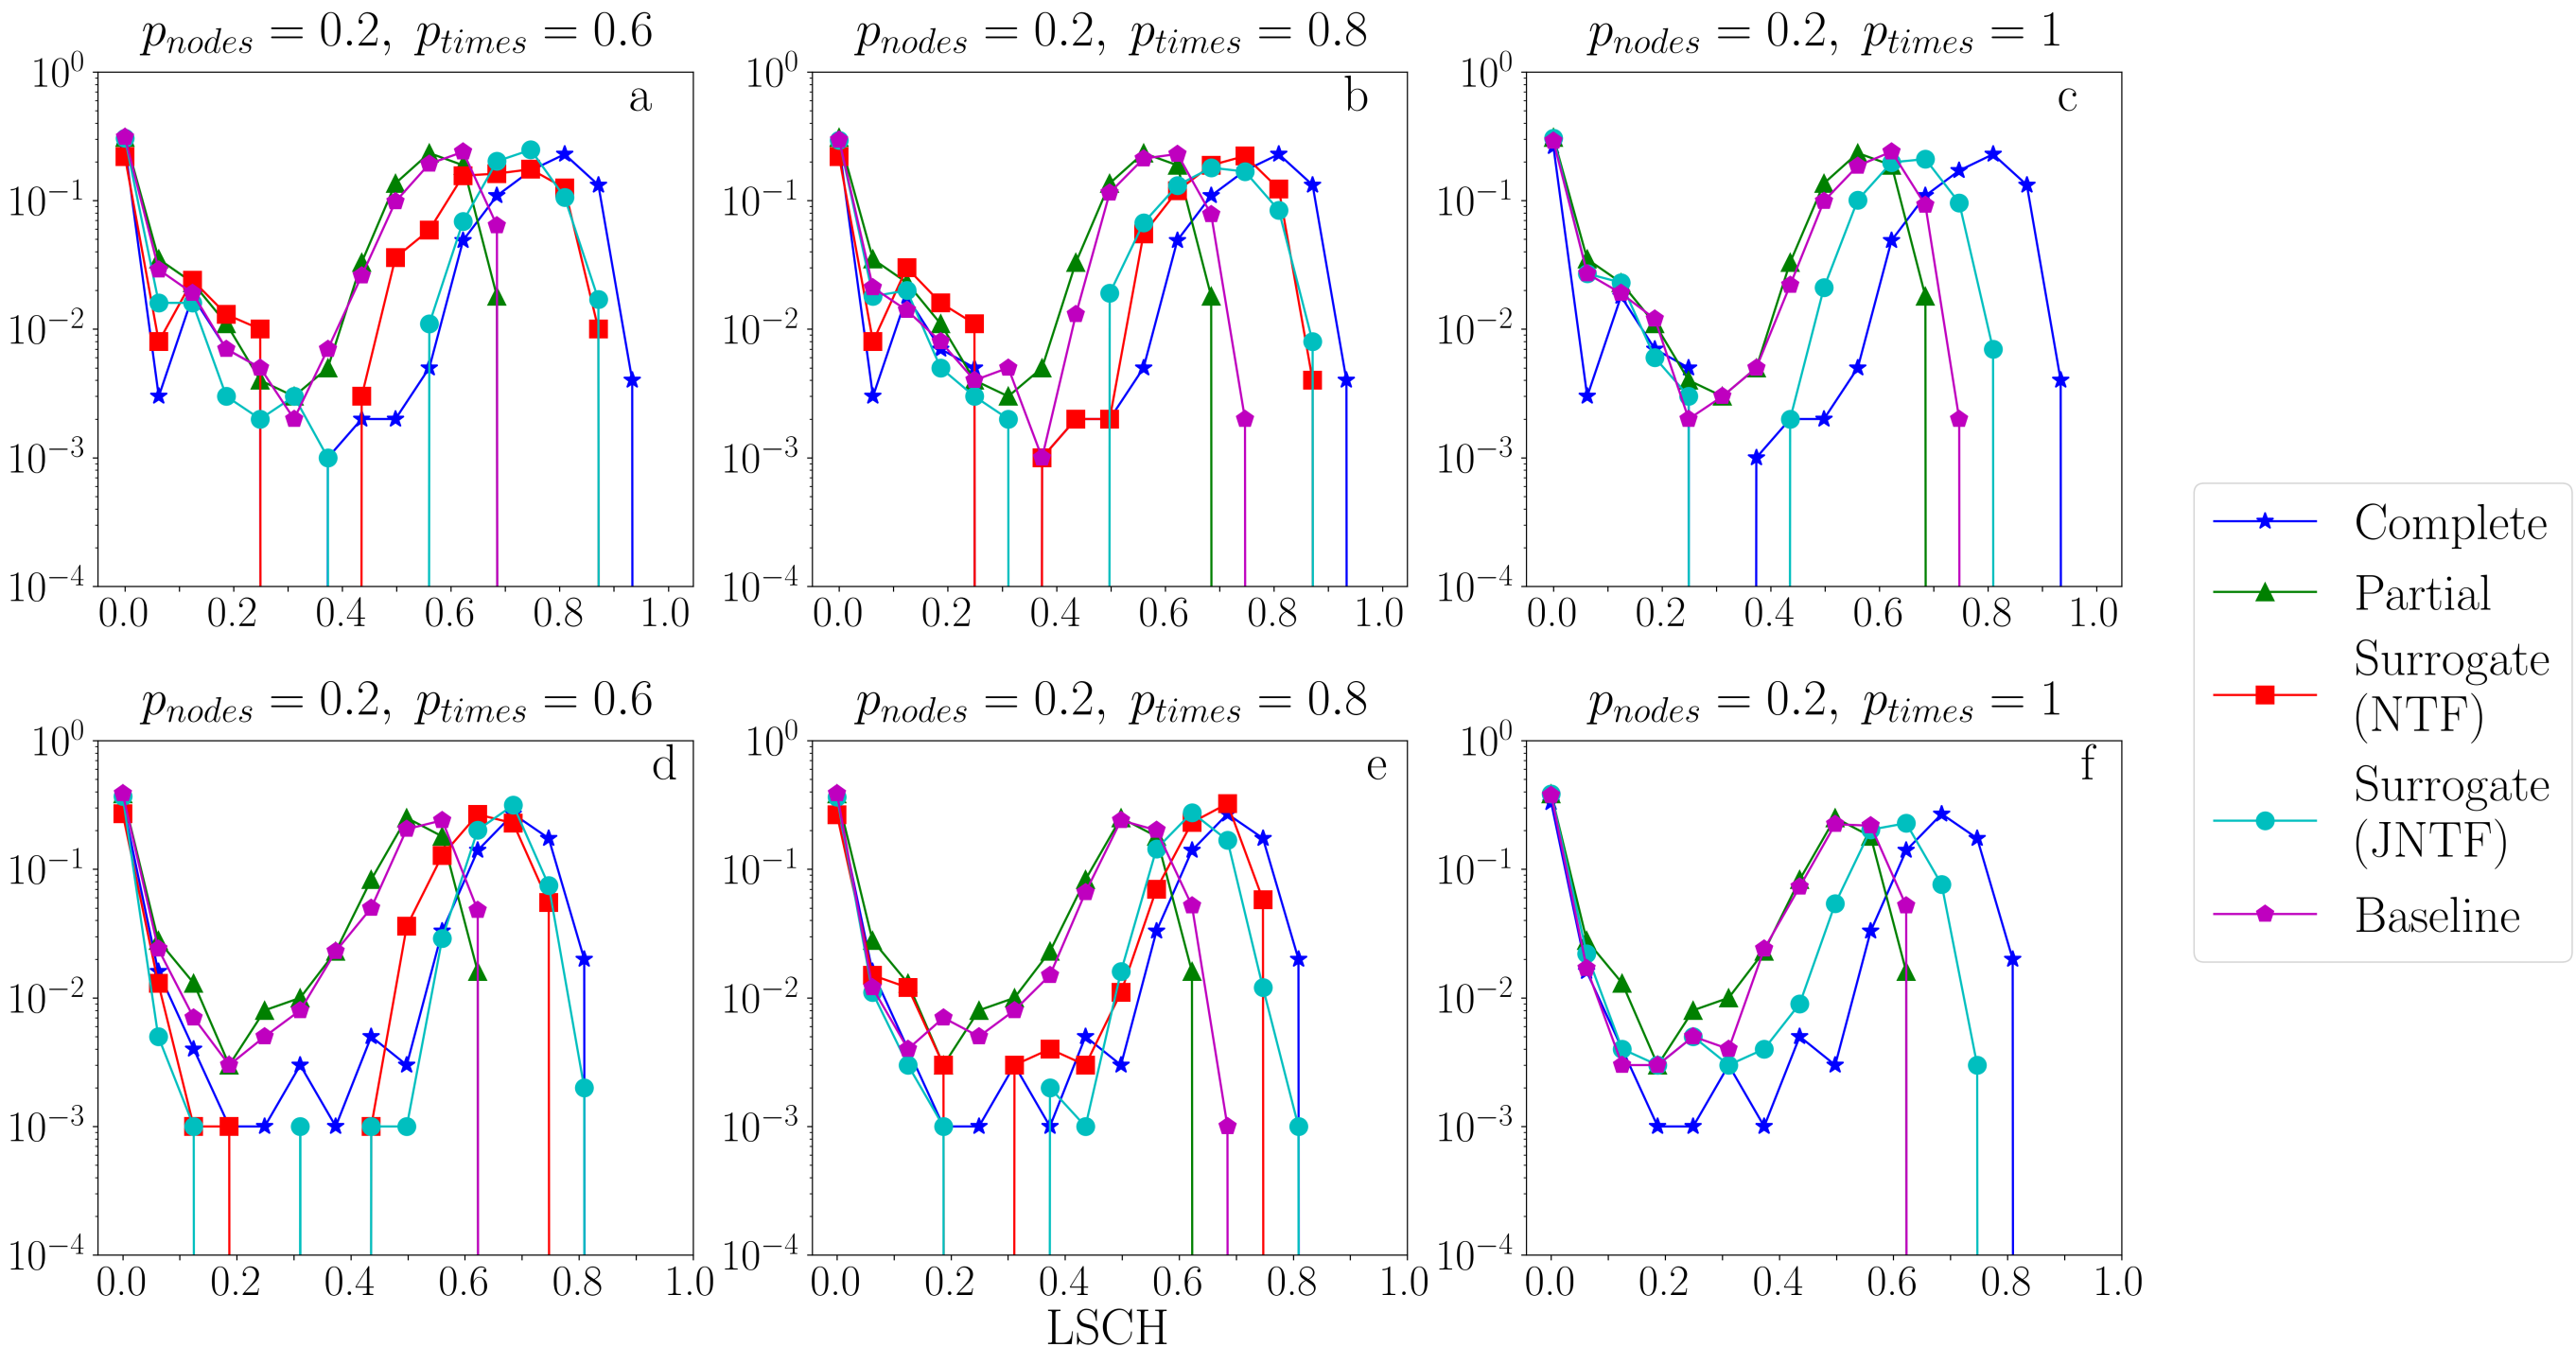 p_nodes = 0.2, p_times = 0.6
p_nodes = 0.2, p_times = 0.8
p_nodes = 0.2, p_times = 1
a
b
c
10^0
10^−1
10^−2
10^−3
10^−4
0.0 0.2 0.4 0.6 0.8 1.0
10^0
10^−1
10^−2
10^−3
10^−4
0.0 0.2 0.4 0.6 0.8 1.0
10^0
10^−1
10^−2
10^−3
10^−4
0.0 0.2 0.4 0.6 0.8 1.0
p_nodes = 0.2, p_times = 0.6
p_nodes = 0.2, p_times = 0.8
p_nodes = 0.2, p_times = 1
d
e
f
10^0
10^−1
10^−2
10^−3
10^−4
0.0 0.2 0.4 0.6 0.8 1.0
10^0
10^−1
10^−2
10^−3
10^−4
0.0 0.2 0.4 0.6 0.8 1.0
10^0
10^−1
10^−2
10^−3
10^−4
0.0 0.2 0.4 0.6 0.8 1.0
LSCH
Complete
Partial
Surrogate
(NTF)
Surrogate
(JNTF)
Baseline